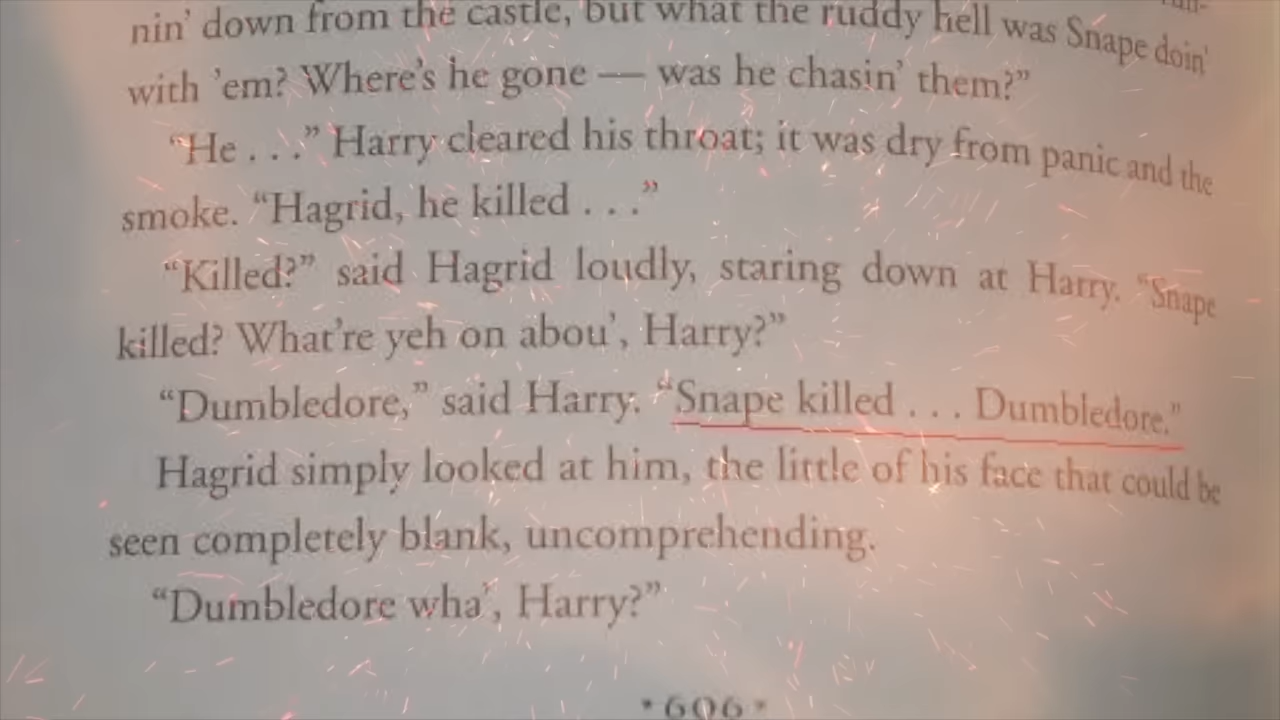 nin' down from the castle, but what the ruddy hell was Snape doin'
with 'em? Where's he gone — was he chasin' them?”
“He . . .” Harry cleared his throat; it was dry from panic and the
smoke. “Hagrid, he killed . . .”
“Killed?” said Hagrid loudly, staring down at Harry. “Snape
killed? What're yeh on abou', Harry?”
“Dumbledore,” said Harry. “Snape killed . . . Dumbledore.”
Hagrid simply looked at him, the little of his face that could be
seen completely blank, uncomprehending.
“Dumbledore wha', Harry?”
* 606 *